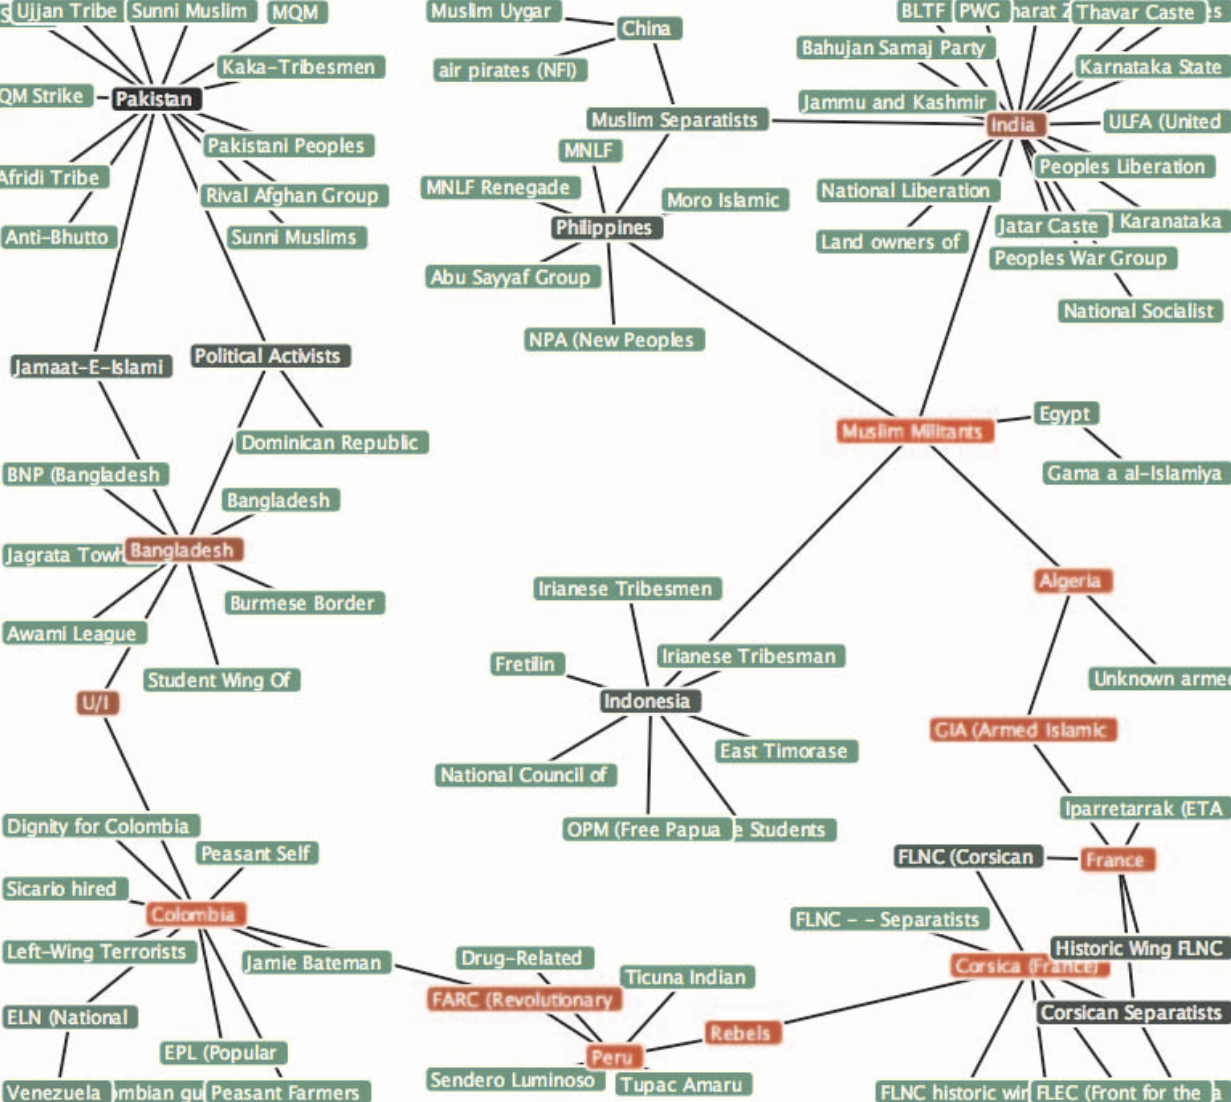 Ujjan Tribe
Sunni Muslim
MQM
Kaka-Tribesmen
QM Strike
Pakistan
Pakistani Peoples
Afridi Tribe
Rival Afghan Group
Anti-Bhutto
Sunni Muslims
Muslim Uygar
China
air pirates (NFI)
Muslim Separatists
MNLF
MNLF Renegade
Moro Islamic
Philippines
Abu Sayyaf Group
NPA (New Peoples
BLTF
PWG
Thavar Caste
Bahujan Samaj Party
Karnataka State
Jammu and Kashmir
India
ULFA (United
Peoples Liberation
National Liberation
Jatar Caste
Karanataka
Land owners of
Peoples War Group
National Socialist
Jamaat-E-Islami
Political Activists
Dominican Republic
Muslim Militants
Egypt
Gama a al-Islamiya
BNP (Bangladesh
Bangladesh
Jagrata Towh
Bangladesh
Burmese Border
Awami League
Student Wing Of
U/I
Irianese Tribesmen
Fretilin
Irianese Tribesman
Indonesia
East Timorase
National Council of
OPM (Free Papua
e Students
Algeria
Unknown armed
GIA (Armed Islamic
Iparretarrak (ETA
FLNC (Corsican
France
FLNC - - Separatists
Historic Wing FLNC
Corsica (France)
Corsican Separatists
Dignity for Colombia
Peasant Self
Sicario hired
Colombia
Left-Wing Terrorists
Jamie Bateman
Drug-Related
Ticuna Indian
FARC (Revolutionary
Rebels
Peru
ELN (National
EPL (Popular
Sendero Luminoso
Tupac Amaru
Venezuela
mbian gu
Peasant Farmers
FLNC historic win
FLEC (Front for the